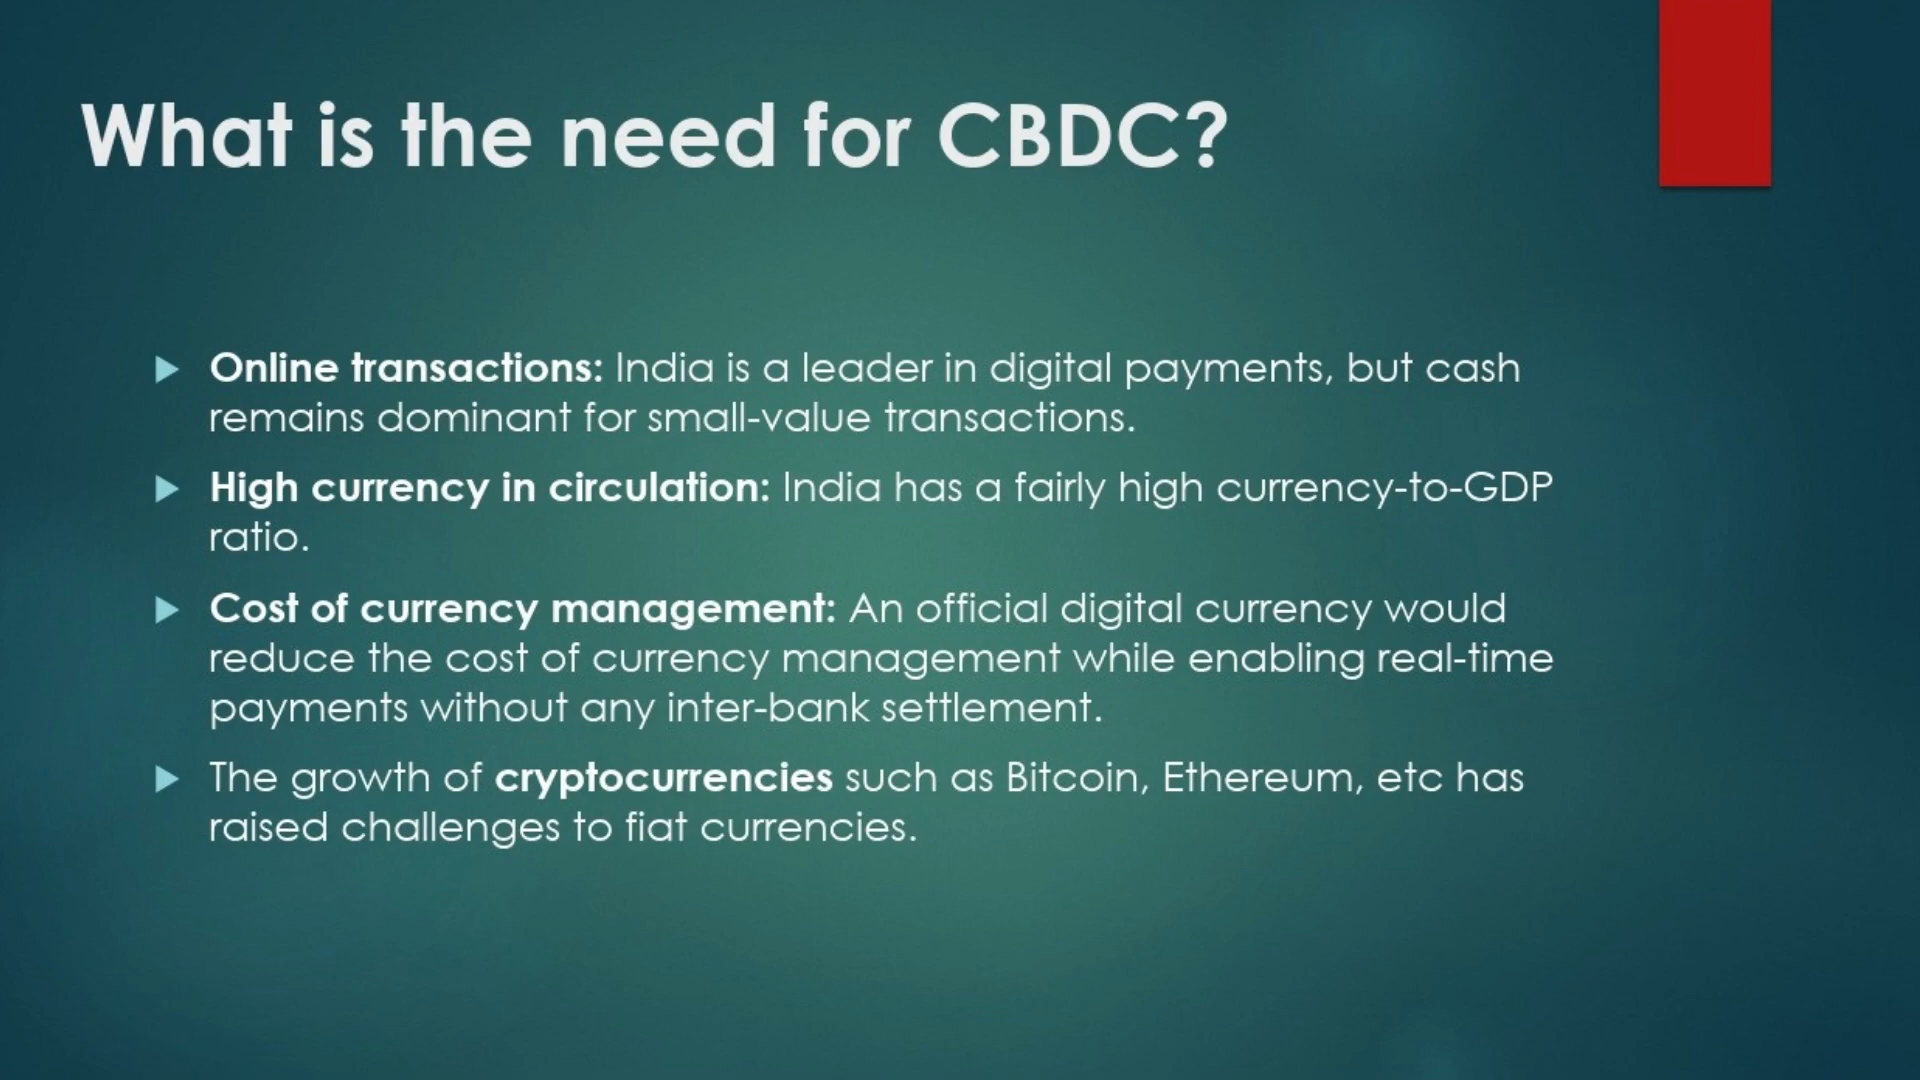 What is the need for CBDC?
Online transactions: India is a leader in digital payments, but cash
remains dominant for small-value transactions.
High currency in circulation: India has a fairly high currency-to-GDP
ratio.
Cost of currency management: An official digital currency would
reduce the cost of currency management while enabling real-time
payments without any inter-bank settlement.
The growth of cryptocurrencies such as Bitcoin, Ethereum, etc has
raised challenges to fiat currencies.